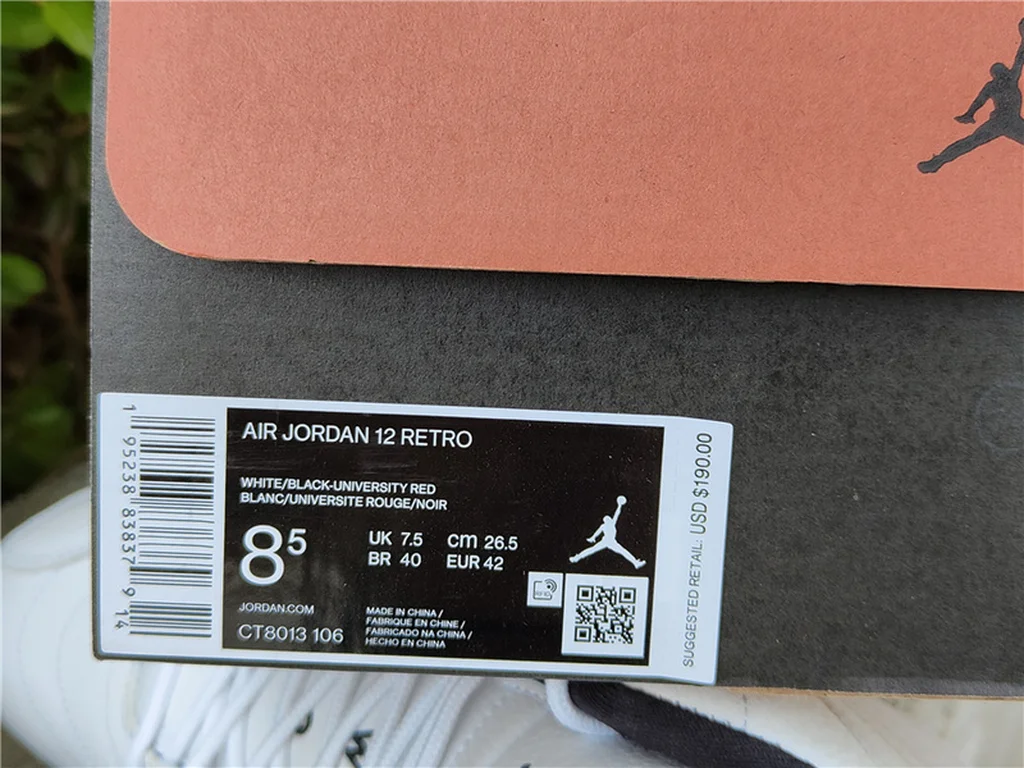 AIR JORDAN 12 RETRO
WHITE/BLACK-UNIVERSITY RED
BLANC/UNIVERSITE ROUGE/NOIR
8⁵
UK 7.5 cm 26.5
BR 40 EUR 42
RFID
JORDAN.COM
CT8013 106
MADE IN CHINA /
FABRIQUE EN CHINE /
FABRICADO NA CHINA /
HECHO EN CHINA
1 95238 83837 9 14
SUGGESTED RETAIL: USD $190.00